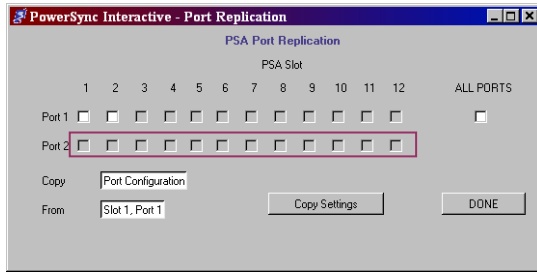 PowerSync Interactive - Port Replication
PSA Port Replication
PSA Slot
1 2 3 4 5 6 7 8 9 10 11 12 ALL PORTS
Port 1
Port 2
Copy Port Configuration
From Slot 1, Port 1
Copy Settings DONE